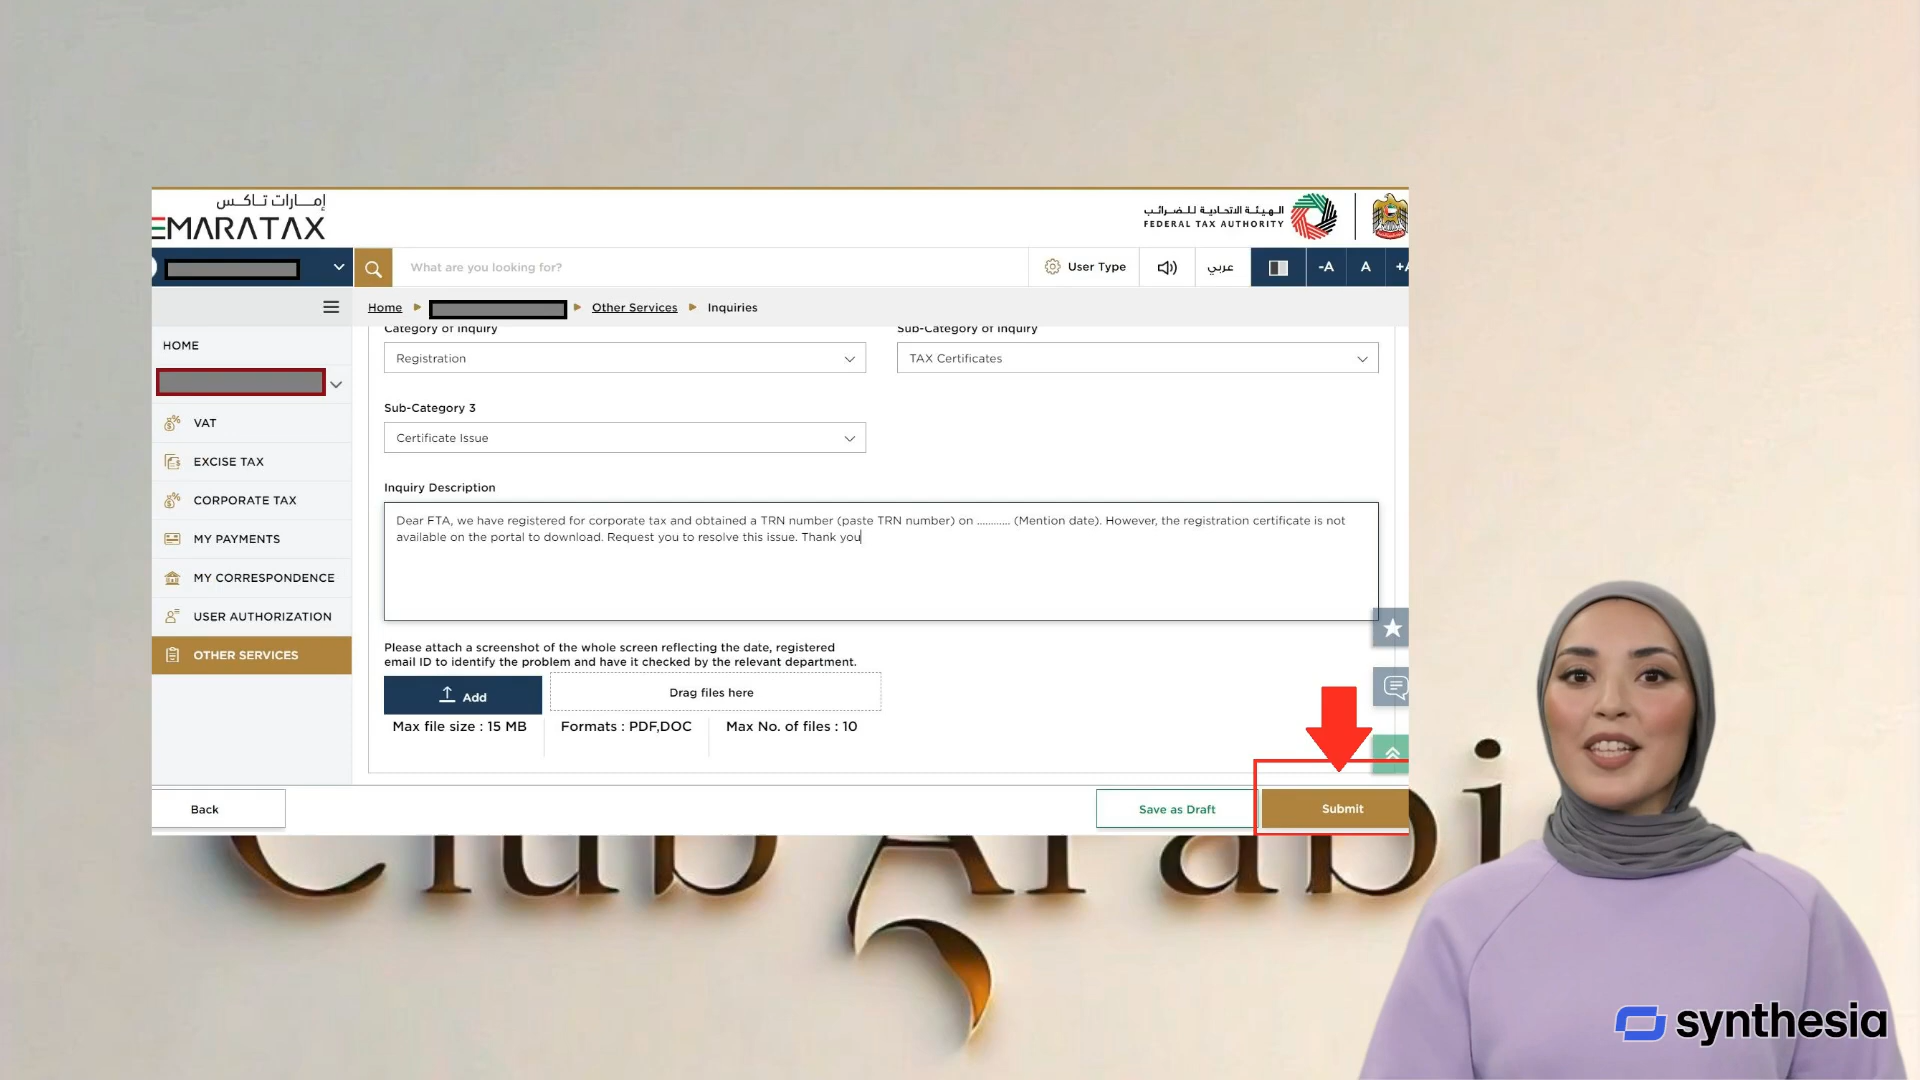 إمـــارات تـاكــس
EMARATAX
الـهيئـة الاتحاديـة للـضـرائـب
FEDERAL TAX AUTHORITY
What are you looking for?
User Type
عربي
-A
A
+A
Home
Other Services
Inquiries
HOME
VAT
EXCISE TAX
CORPORATE TAX
MY PAYMENTS
MY CORRESPONDENCE
USER AUTHORIZATION
OTHER SERVICES
Category of Inquiry
Sub-Category of Inquiry
Registration
TAX Certificates
Sub-Category 3
Certificate Issue
Inquiry Description
Dear FTA, we have registered for corporate tax and obtained a TRN number (paste TRN number) on ............ (Mention date). However, the registration certificate is not
available on the portal to download. Request you to resolve this issue. Thank you
Please attach a screenshot of the whole screen reflecting the date, registered
email ID to identify the problem and have it checked by the relevant department.
Add
Drag files here
Max file size : 15 MB
Formats : PDF,DOC
Max No. of files : 10
Back
Save as Draft
Submit
Club Arabi
5
synthesia